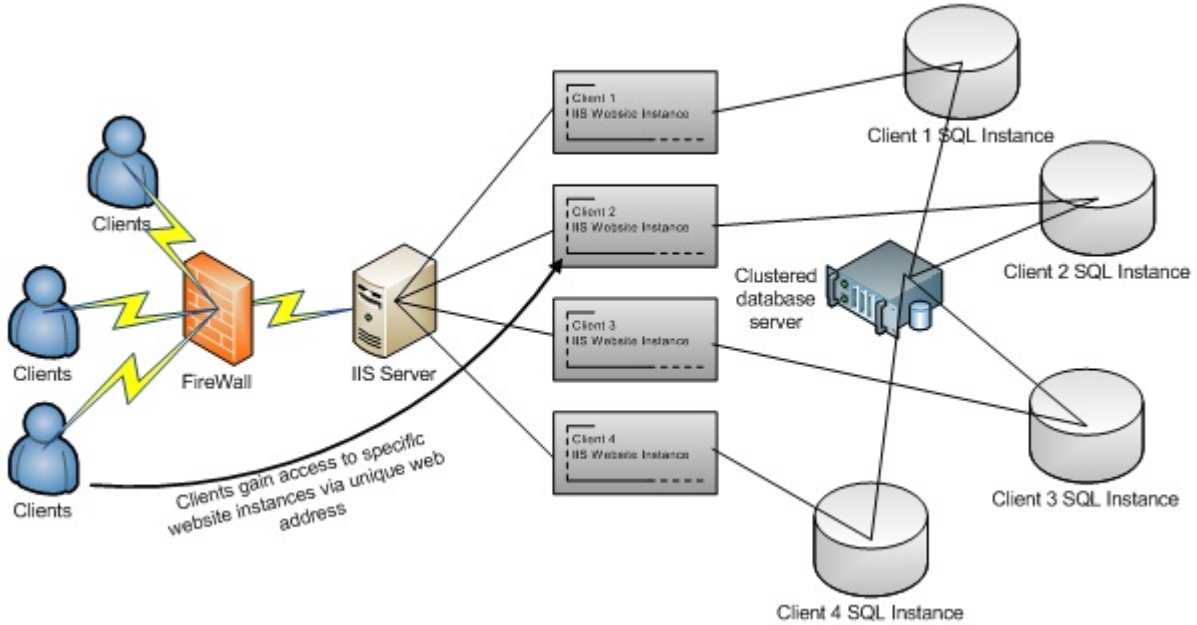 Clients
Clients
Clients
FireWall
IIS Server
Clients gain access to specific
website instances via unique web
address
Client 1
IIS Website Instance
Client 2
IIS Website Instance
Client 3
IIS Website Instance
Client 4
IIS Website Instance
Clustered
database
server
Client 1 SQL Instance
Client 2 SQL Instance
Client 3 SQL Instance
Client 4 SQL Instance